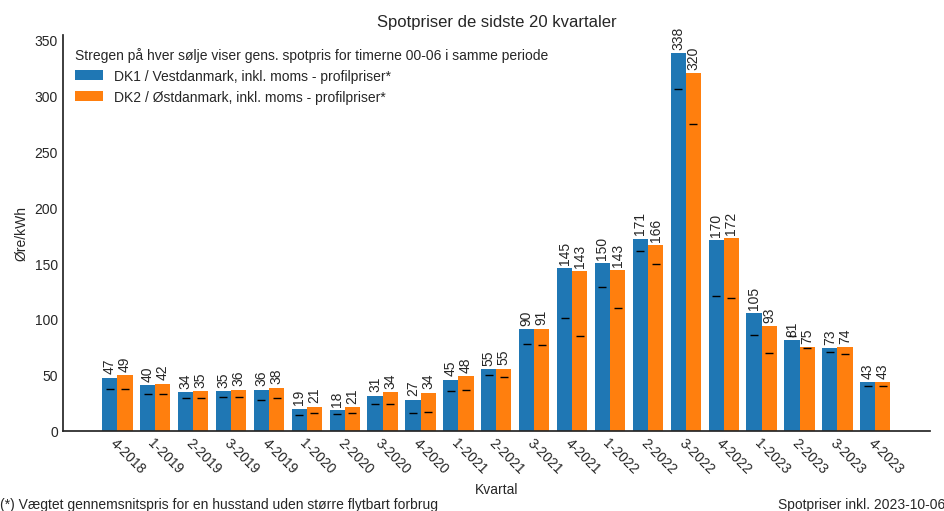 Spotpriser de sidste 20 kvartaler
Stregen på hver sølje viser gens. spotpris for timerne 00-06 i samme periode
DK1 / Vestdanmark, inkl. moms - profilpriser*
DK2 / Østdanmark, inkl. moms - profilpriser*
Øre/kWh
350
300
250
200
150
100
50
0
47 49 40 42 34 35 35 36 36 38 19 21 18 21 31 34 27 34 45 48 55 55 90 91 145 143 150 143 171 166 338 320 170 172 105 93 81 75 73 74 43 43
4-2018 1-2019 2-2019 3-2019 4-2019 1-2020 2-2020 3-2020 4-2020 1-2021 2-2021 3-2021 4-2021 1-2022 2-2022 3-2022 4-2022 1-2023 2-2023 3-2023 4-2023
Kvartal
(*) Vægtet gennemsnitspris for en husstand uden større flytbart forbrug
Spotpriser inkl. 2023-10-06